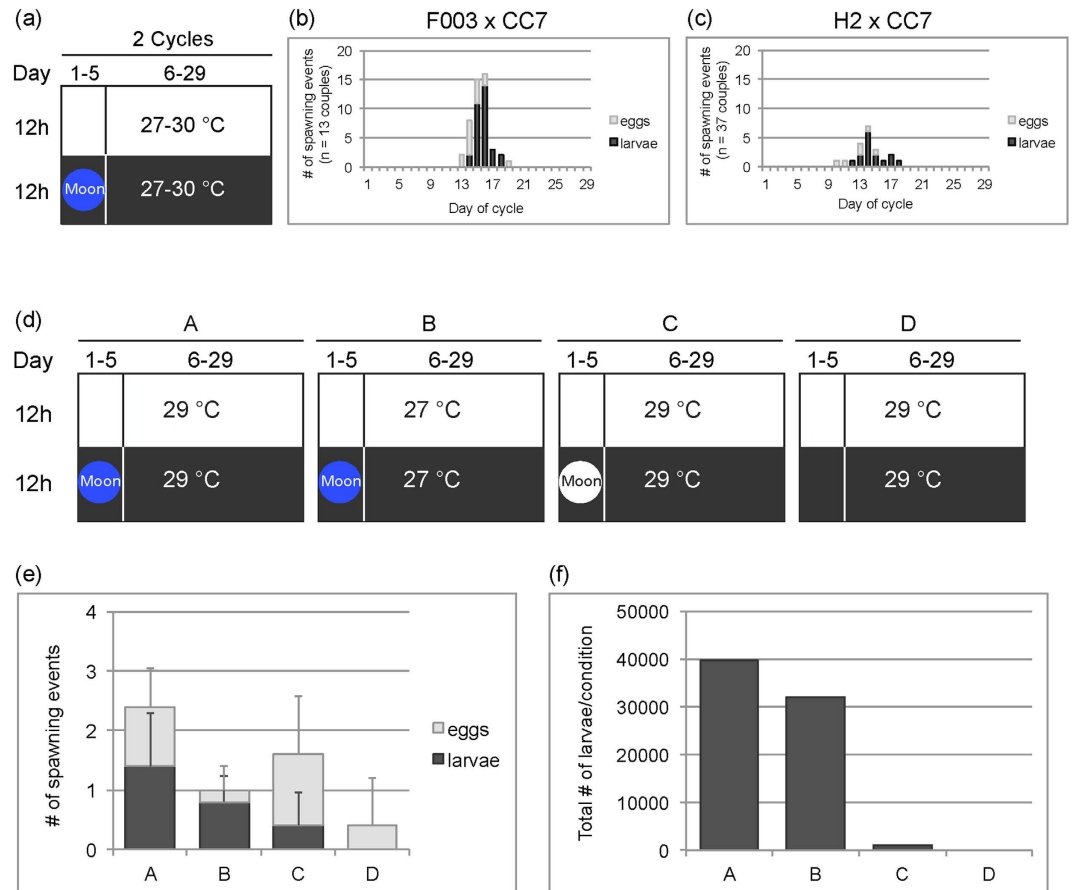 (a)
2 Cycles
Day 1-5 6-29
12h 27-30 °C
12h Moon 27-30 °C
(b) F003 x CC7
# of spawning events
(n = 13 couples)
20
15
10
5
0
1 5 9 13 17 21 25 29
Day of cycle
eggs
larvae
(c) H2 x CC7
# of spawning events
(n = 37 couples)
20
15
10
5
0
1 5 9 13 17 21 25 29
Day of cycle
eggs
larvae
(d) A B C D
Day 1-5 6-29 1-5 6-29 1-5 6-29 1-5 6-29
12h 29 °C 27 °C 29 °C 29 °C
12h Moon 29 °C Moon 27 °C Moon 29 °C 29 °C
(e)
# of spawning events
4
3
2
1
0
A B C D
eggs
larvae
(f)
Total # of larvae/condition
50000
40000
30000
20000
10000
0
A B C D